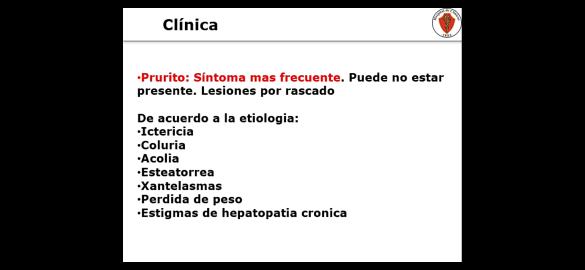 Clínica
•Prurito: Síntoma mas frecuente. Puede no estar
presente. Lesiones por rascado
De acuerdo a la etiologia:
•Ictericia
•Coluria
•Acolia
•Esteatorrea
•Xantelasmas
•Perdida de peso
•Estigmas de hepatopatia cronica